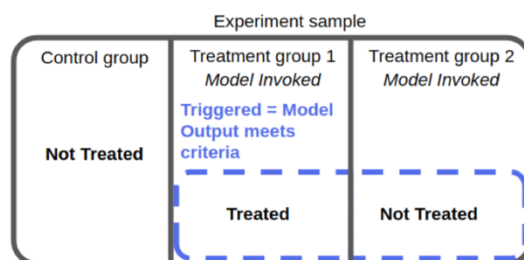 Experiment sample
Control group
Not Treated
Treatment group 1
Model Invoked
Triggered = Model
Output meets
criteria
Treated
Treatment group 2
Model Invoked
Not Treated